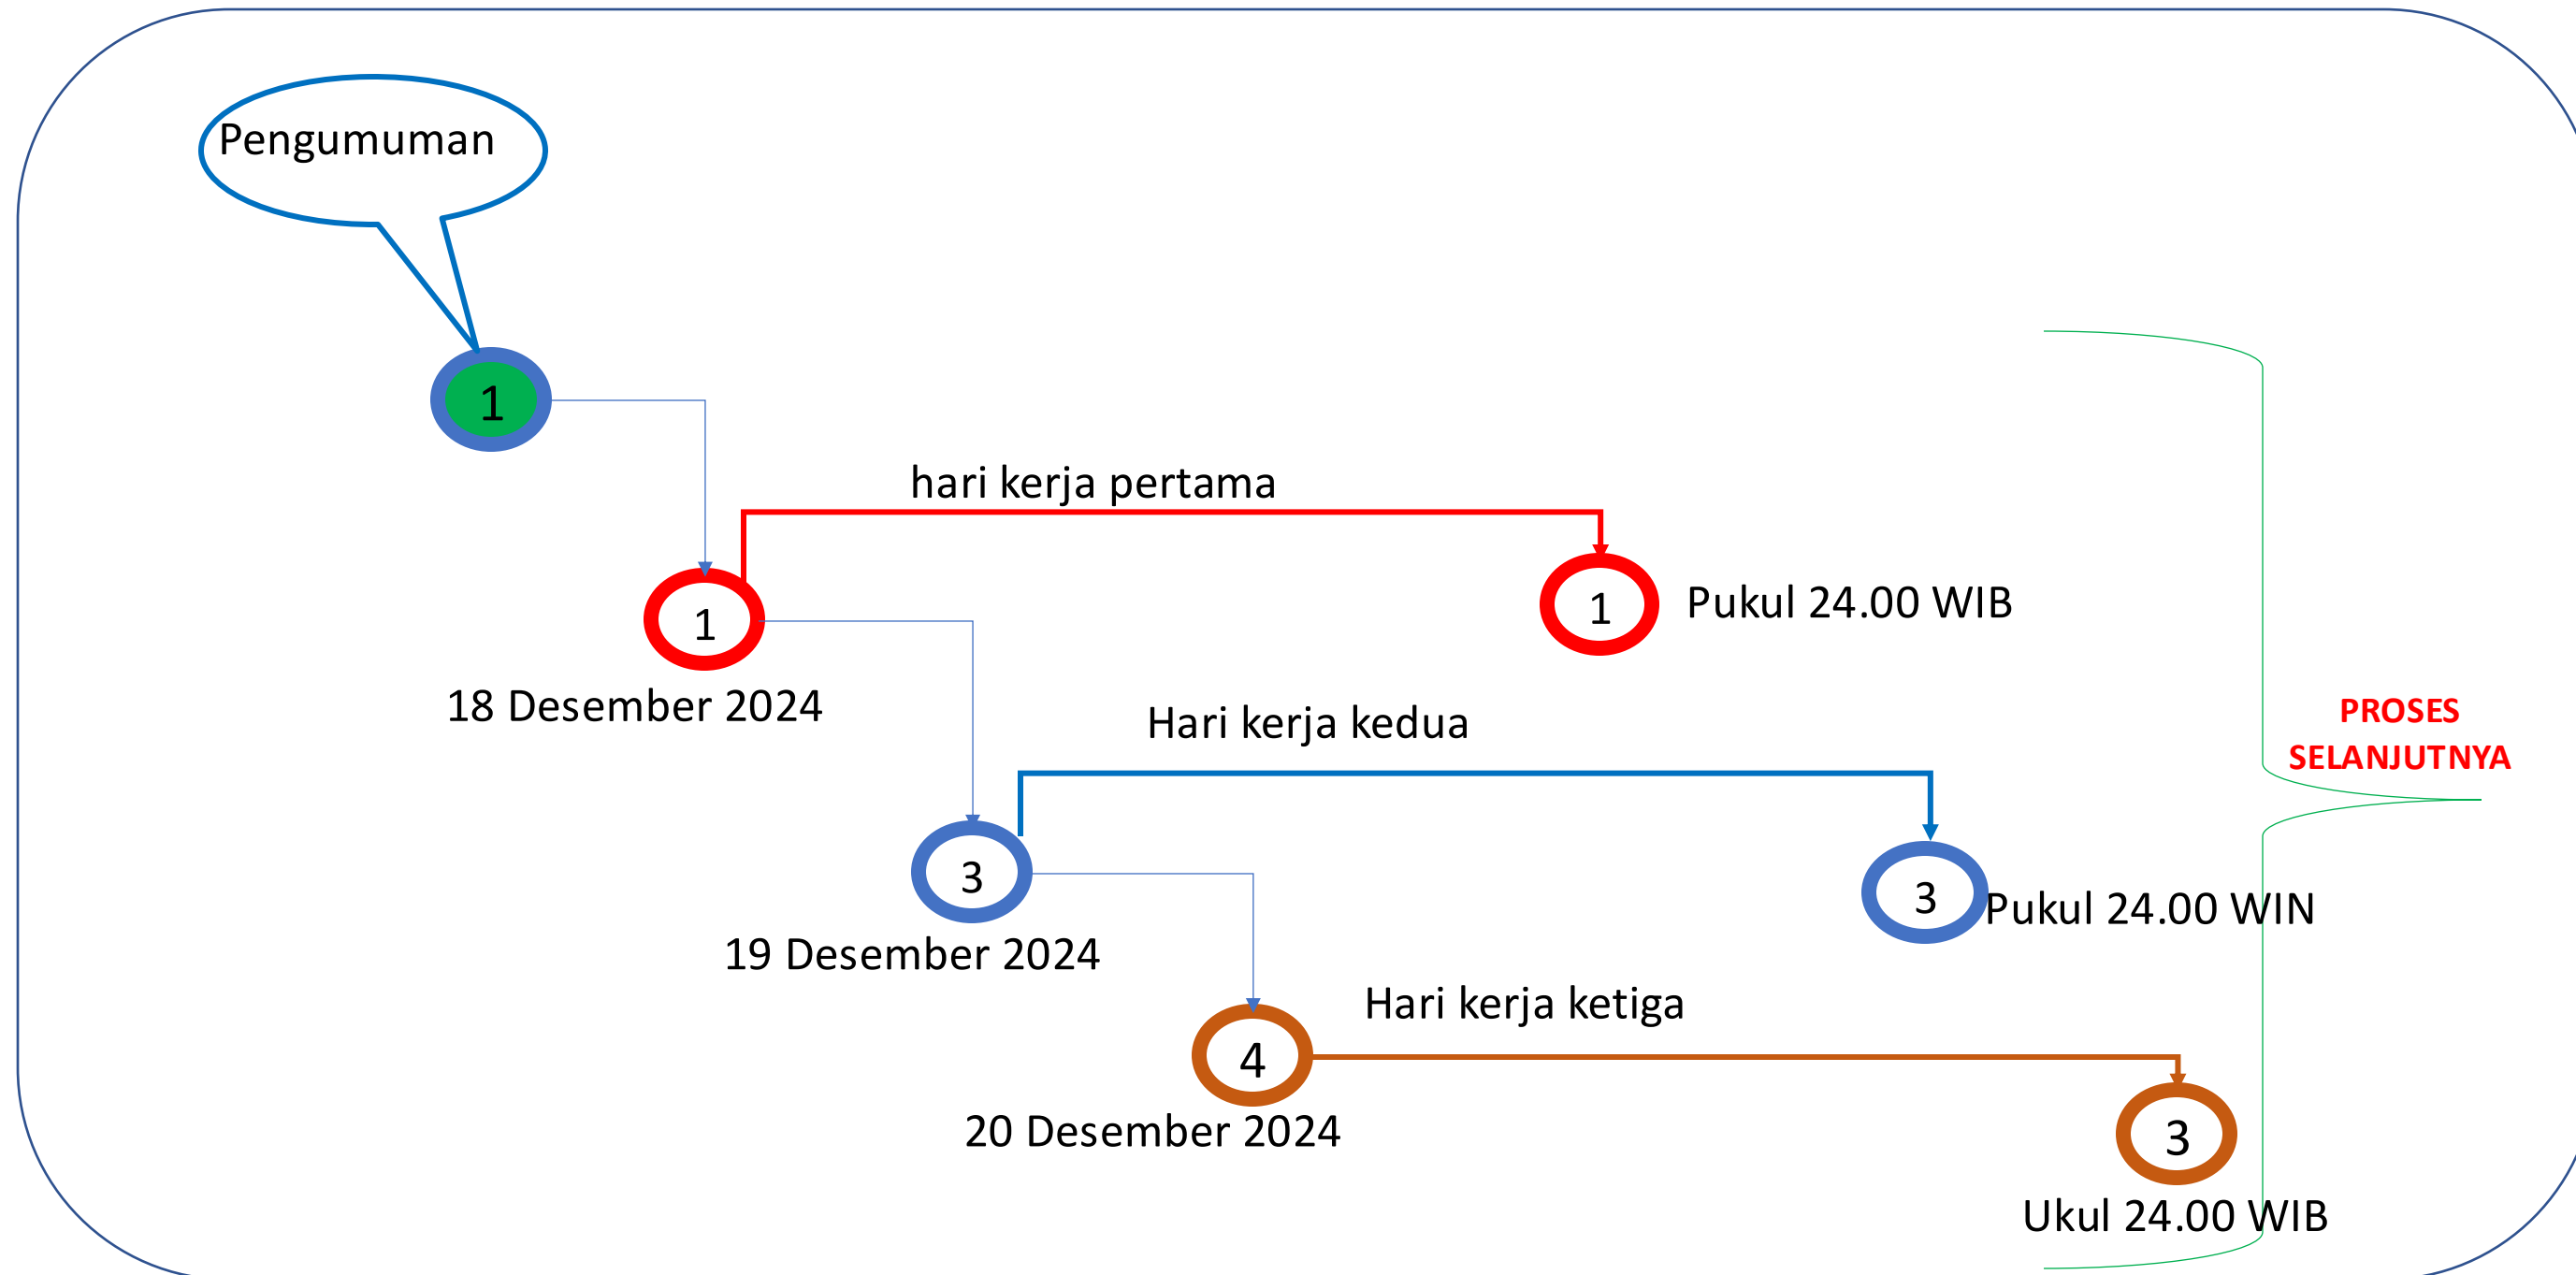 Pengumuman
1
hari kerja pertama
1
1
Pukul 24.00 WIB
18 Desember 2024
Hari kerja kedua
PROSES
SELANJUTNYA
3
3
Pukul 24.00 WIN
19 Desember 2024
Hari kerja ketiga
4
20 Desember 2024
3
Ukul 24.00 WIB